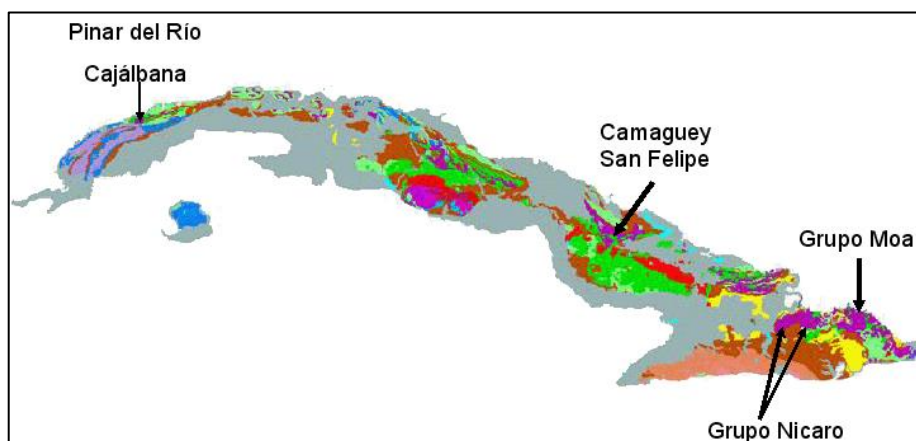 Pinar del Río
Cajálbana
Camaguey
San Felipe
Grupo Moa
Grupo Nicaro